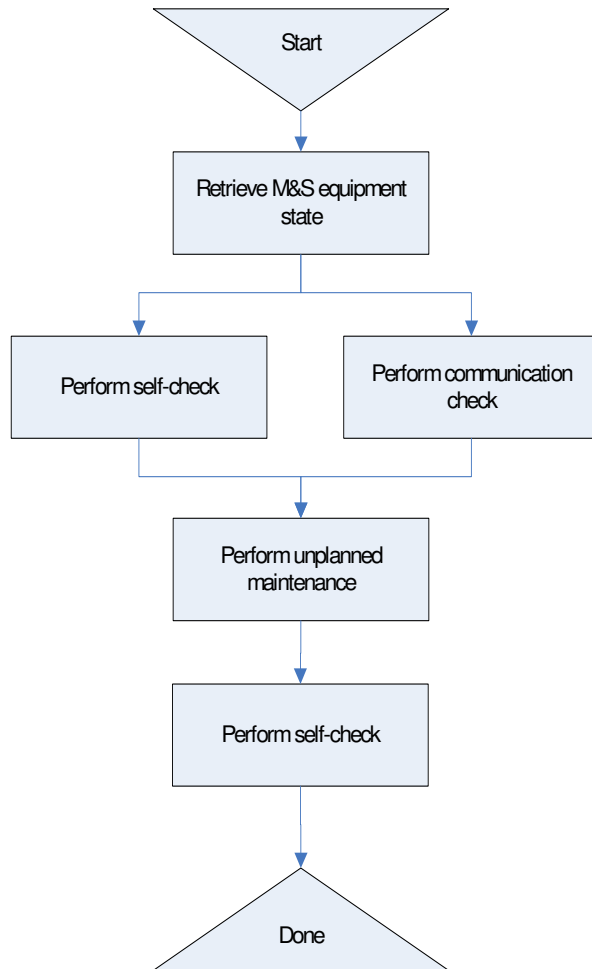 Start
Retrieve M&S equipment
state
Perform self-check
Perform communication
check
Perform unplanned
maintenance
Perform self-check
Done